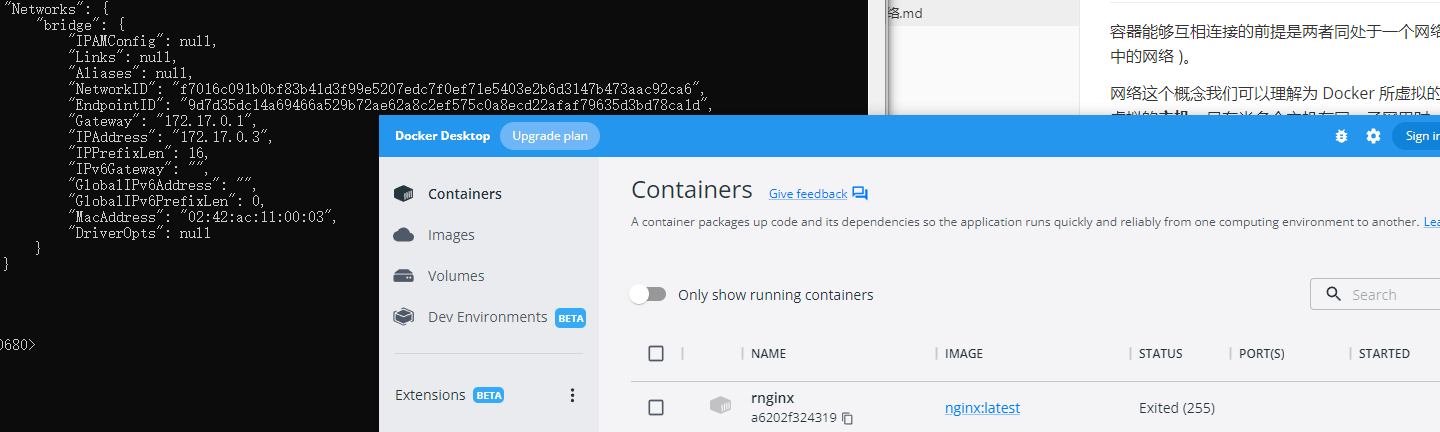 "Networks": {
"bridge": {
"IPAMConfig": null,
"Links": null,
"Aliases": null,
"NetworkID": "f7016c091b0bf83b41d3f99e5207edc7f0ef71e5403e2b6d3147b473aac92ca6",
"EndpointID": "9d7d35dc14a69466a529b72ae62a8c2ef575c0a8ecd22afaf79635d3bd78ca1d",
"Gateway": "172.17.0.1",
"IPAddress": "172.17.0.3",
"IPPrefixLen": 16,
"IPv6Gateway": "",
"GlobalIPv6Address": "",
"GlobalIPv6PrefixLen": 0,
"MacAddress": "02:42:ac:11:00:03",
"DriverOpts": null
}
}
0680>
络.md
容器能够互相连接的前提是两者同处于一个网络
中的网络 )。
网络这个概念我们可以理解为 Docker 所虚拟的
Docker Desktop
Upgrade plan
Sign in
Containers
Images
Volumes
Dev Environments BETA
Extensions BETA
Containers Give feedback
A container packages up code and its dependencies so the application runs quickly and reliably from one computing environment to another. Lea
Only show running containers
Search
NAME IMAGE STATUS PORT(S) STARTED
rnginx
a6202f324319
nginx:latest
Exited (255)